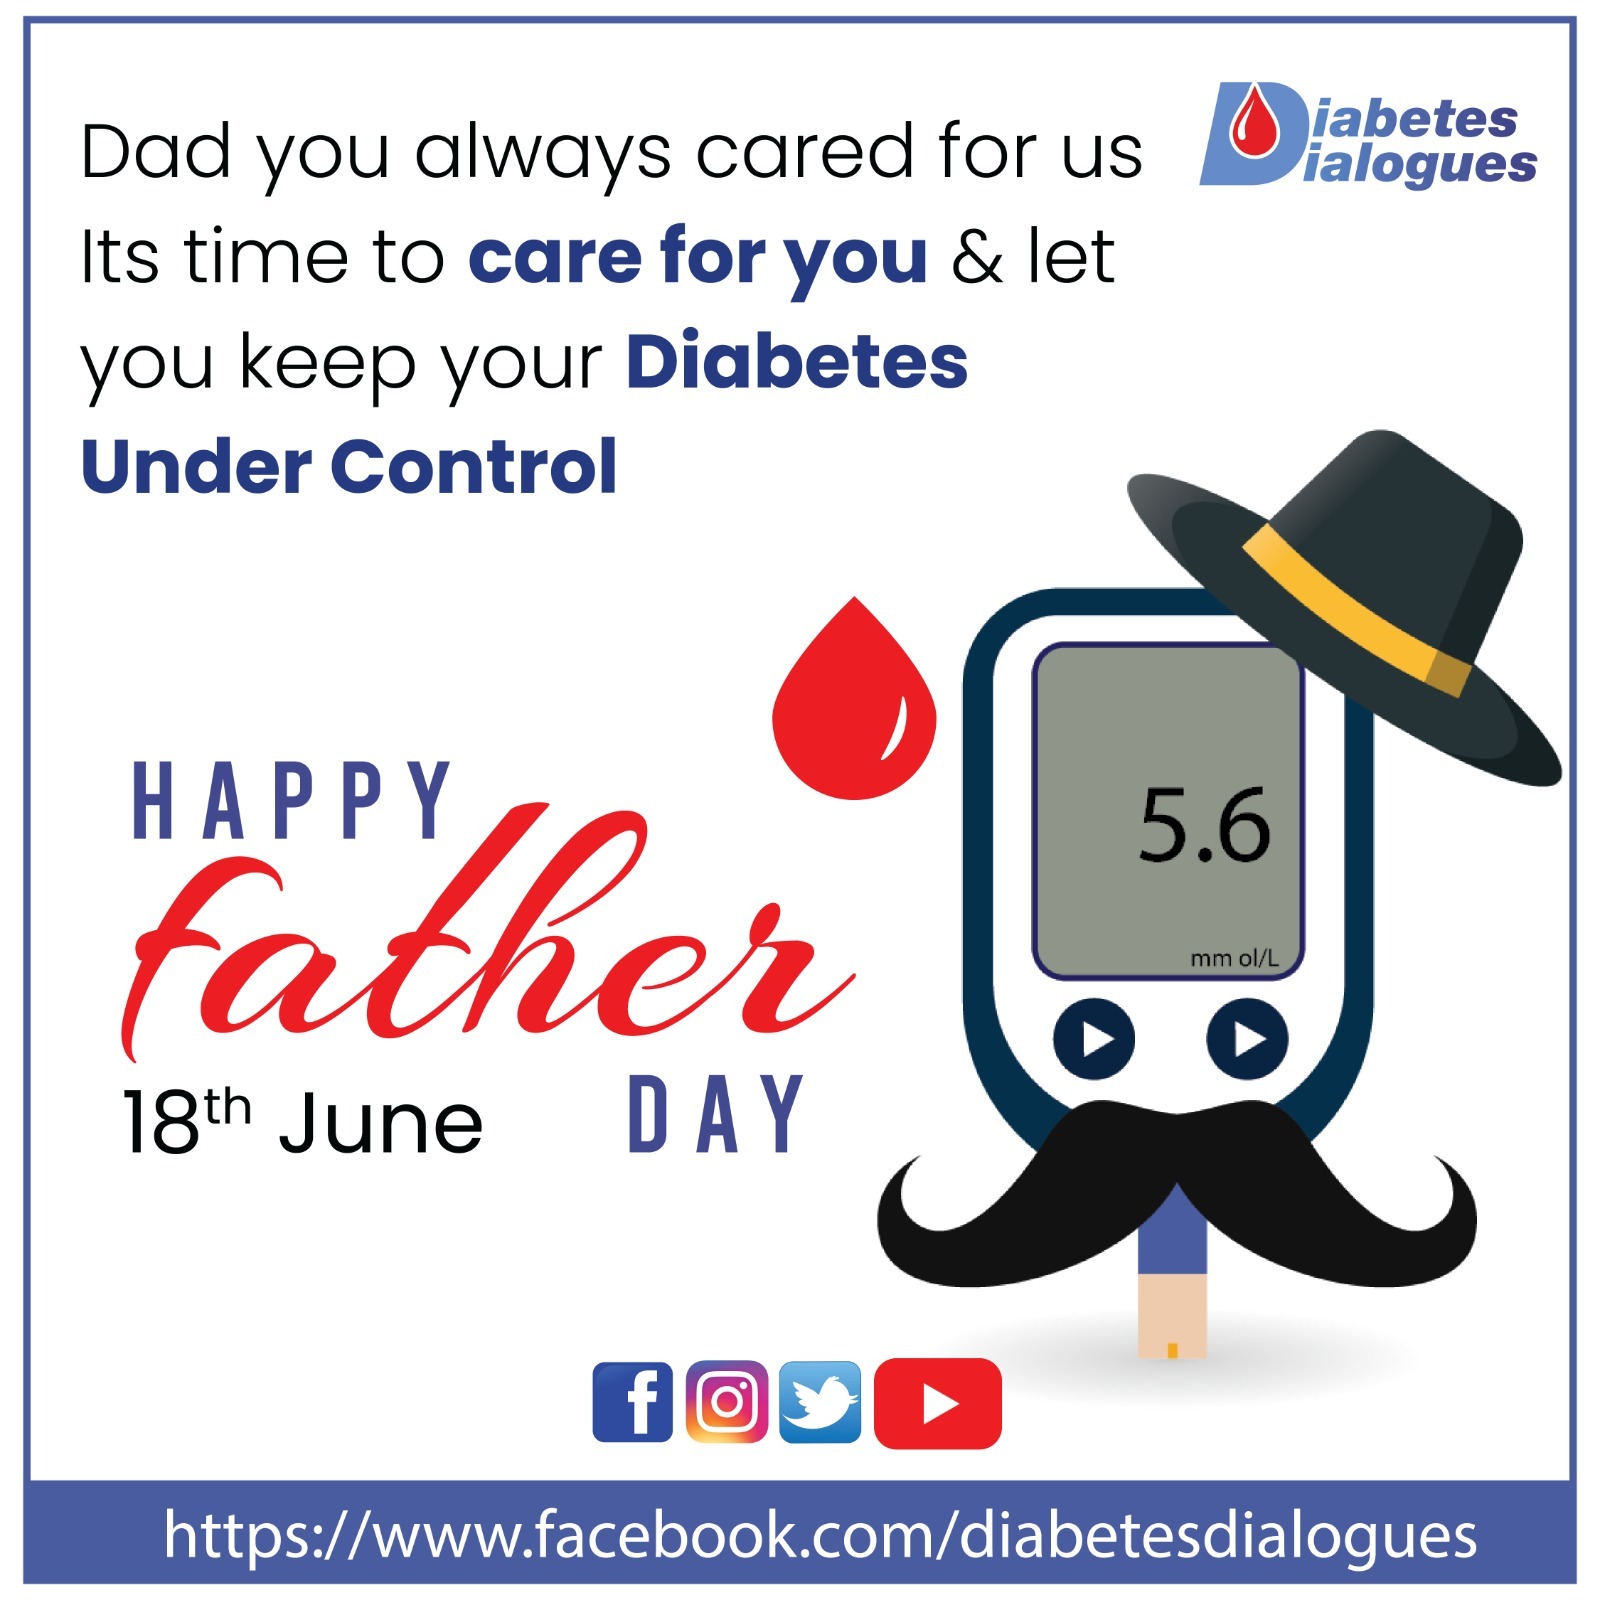 Dad you always cared for us
Its time to care for you & let
you keep your Diabetes
Under Control
Diabetes
Dialogues
HAPPY
father
DAY
18th June
5.6
mm ol/L
https://www.facebook.com/diabetesdialogues